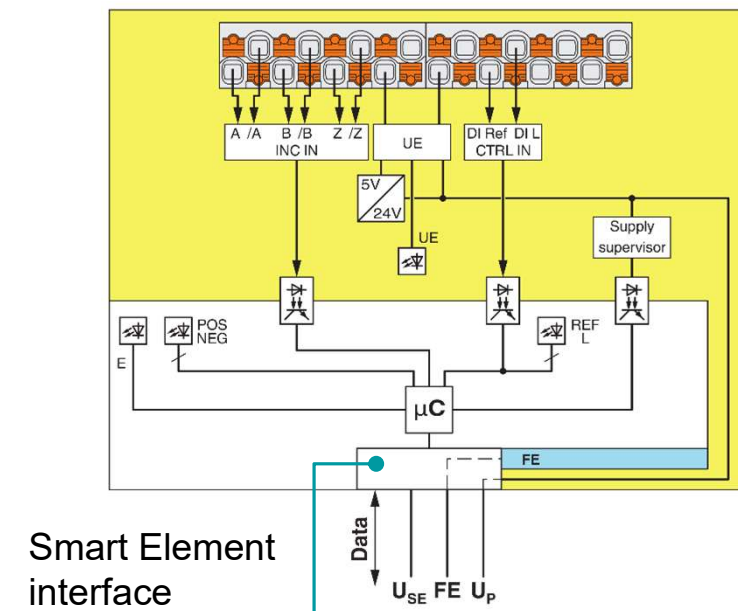 A /A B /B Z /Z
INC IN
UE
DI Ref DI L
CTRL IN
5V
24V
UE
Supply
supervisor
E
POS
NEG
REF
L
µC
FE
Data
Smart Element
interface
USE FE UP